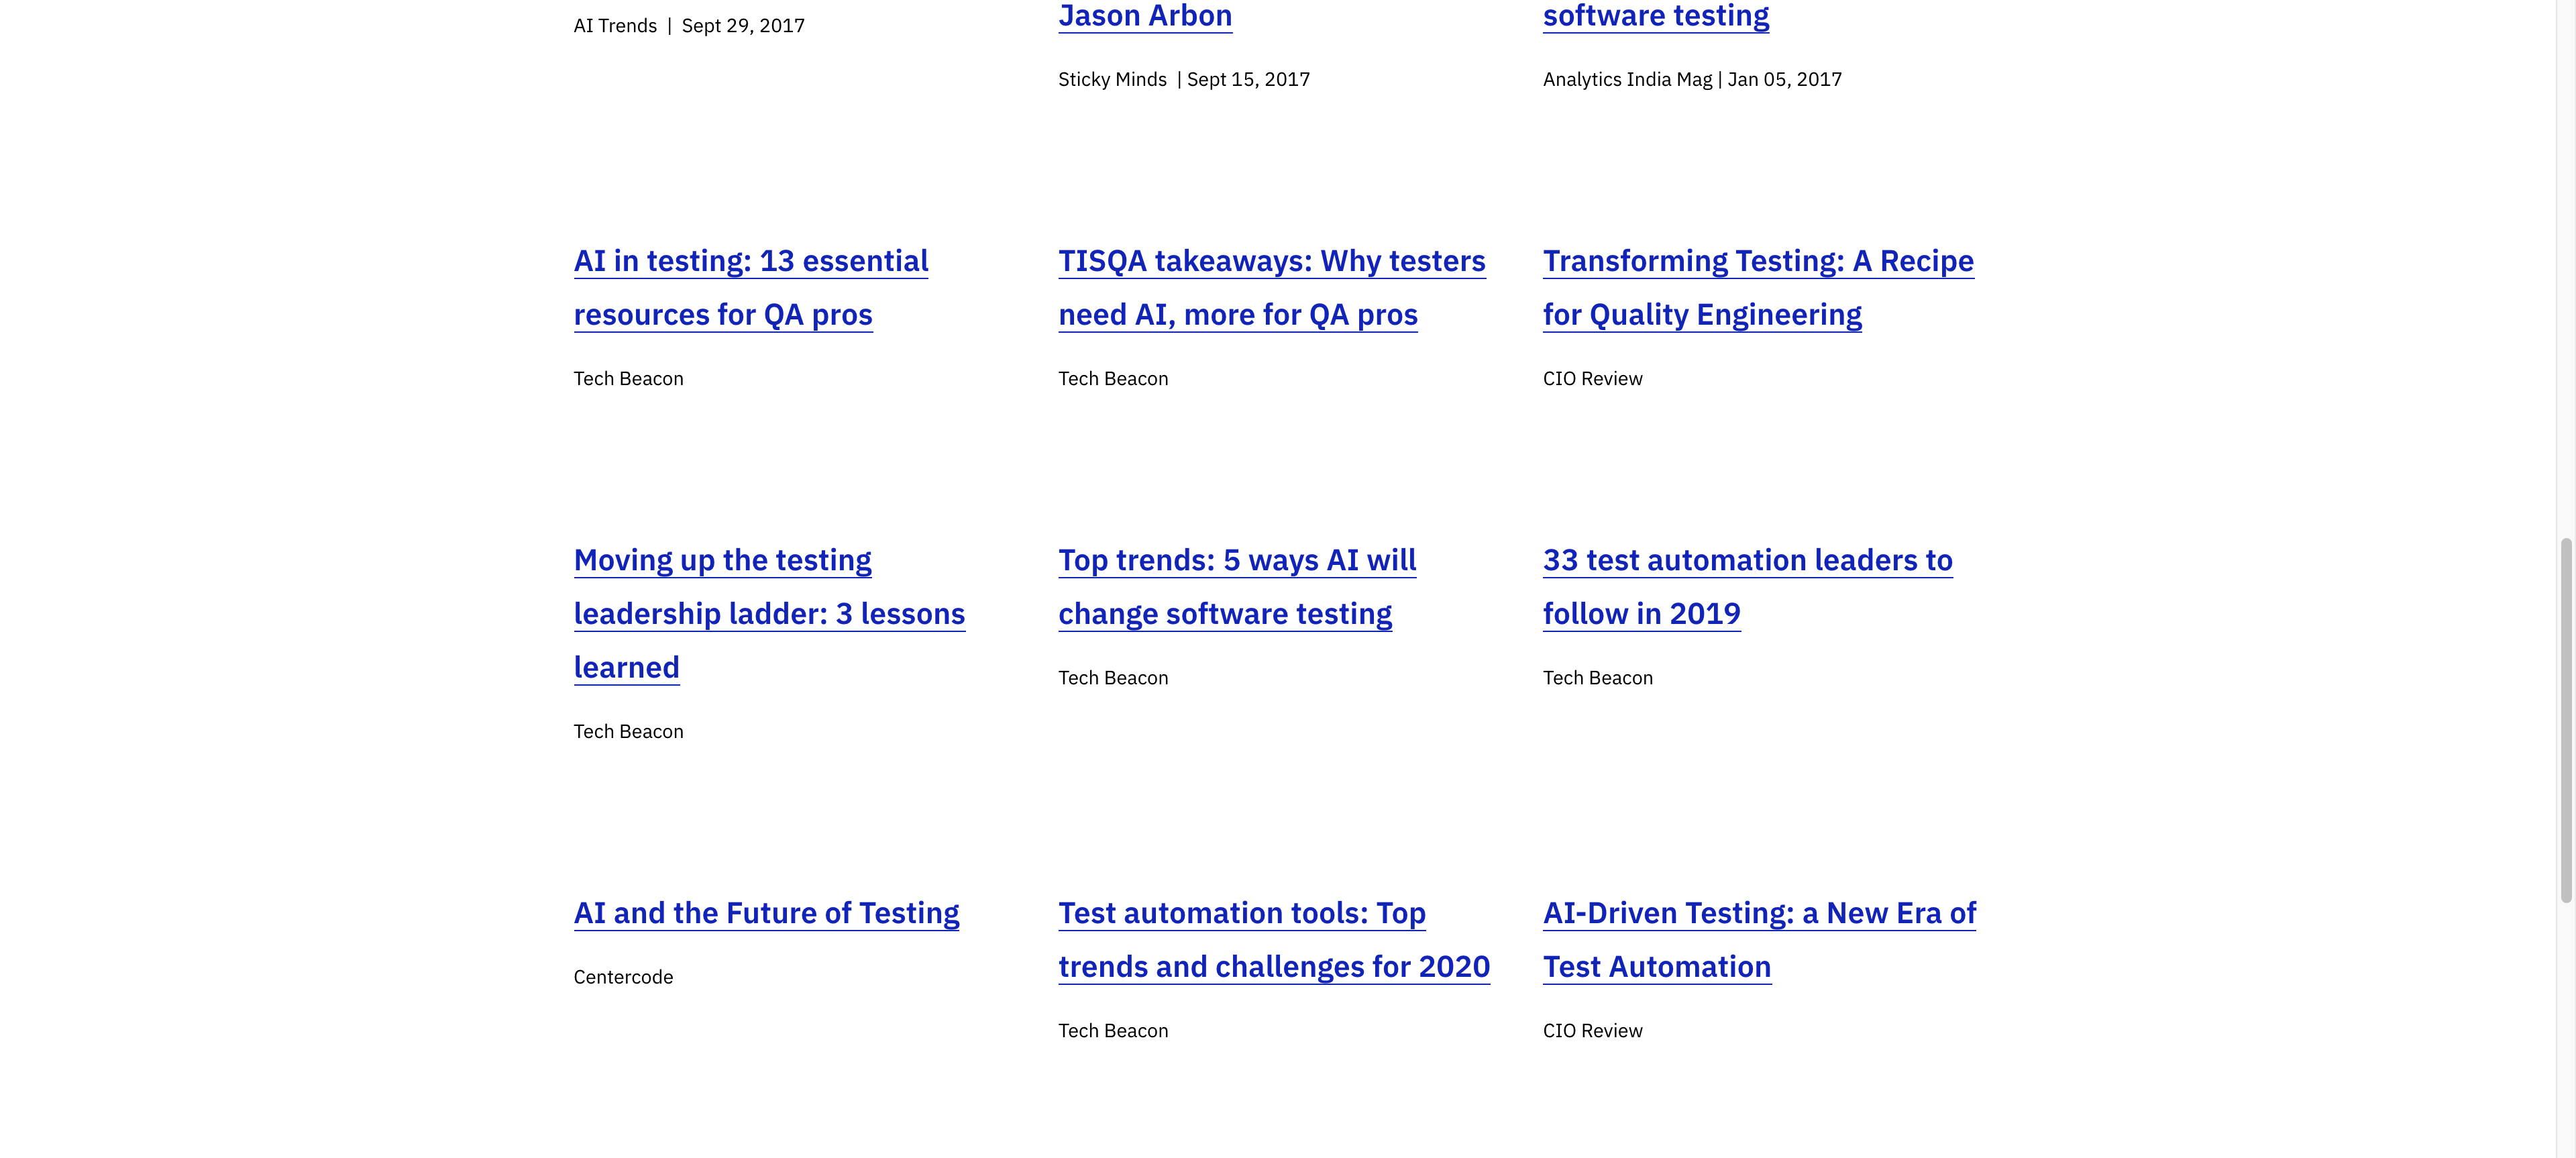 AI Trends | Sept 29, 2017
Jason Arbon
Sticky Minds | Sept 15, 2017
software testing
Analytics India Mag | Jan 05, 2017
AI in testing: 13 essential
resources for QA pros
Tech Beacon
TISQA takeaways: Why testers
need AI, more for QA pros
Tech Beacon
Transforming Testing: A Recipe
for Quality Engineering
CIO Review
Moving up the testing
leadership ladder: 3 lessons
learned
Tech Beacon
Top trends: 5 ways AI will
change software testing
Tech Beacon
33 test automation leaders to
follow in 2019
Tech Beacon
AI and the Future of Testing
Centercode
Test automation tools: Top
trends and challenges for 2020
Tech Beacon
AI-Driven Testing: a New Era of
Test Automation
CIO Review